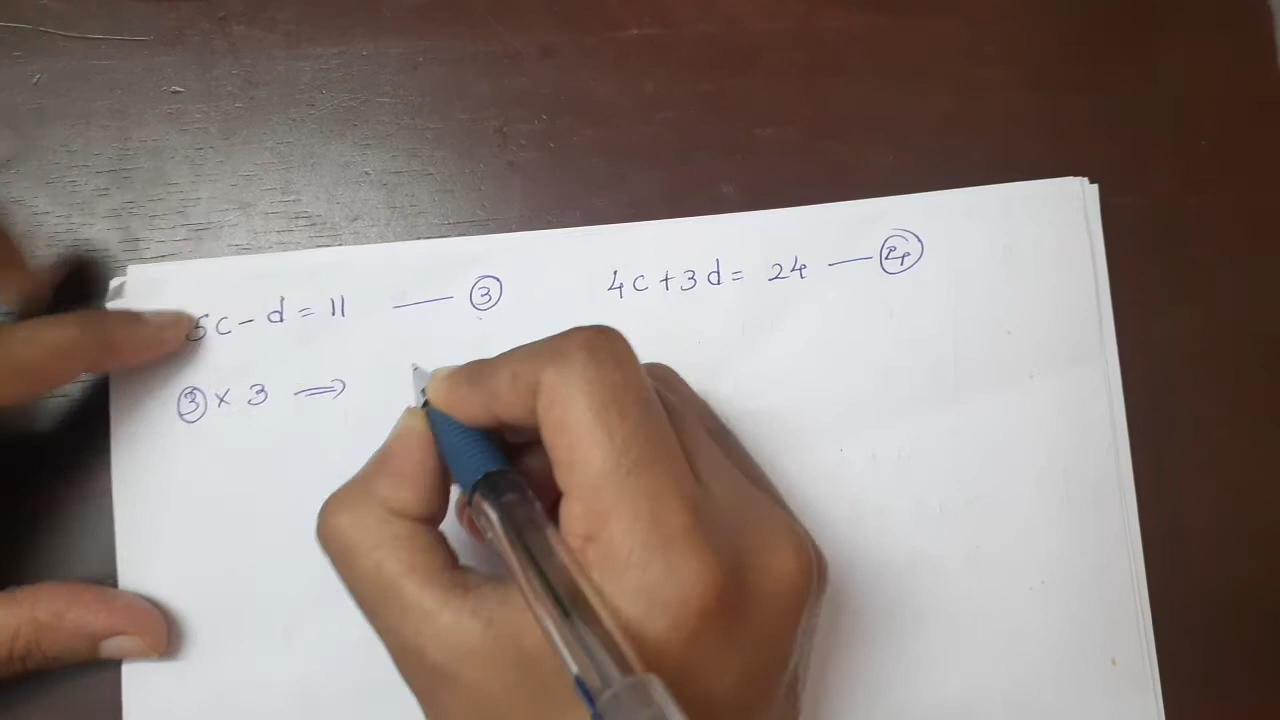 5c - d = 11 — ③ 4c + 3d = 24 — ④
③ × 3 ⇒